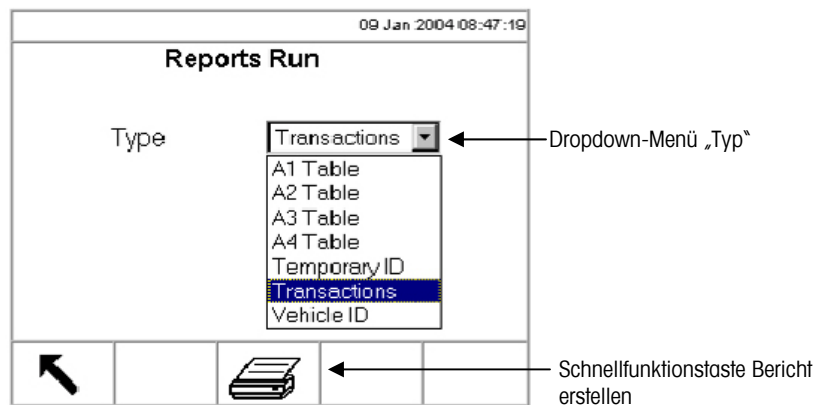 09 Jan 2004 08:47:19
Reports Run
Type
Transactions
Dropdown-Menü „Typ“
A1 Table
A2 Table
A3 Table
A4 Table
Temporary ID
Transactions
Vehicle ID
Schnellfunktionstaste Bericht
erstellen